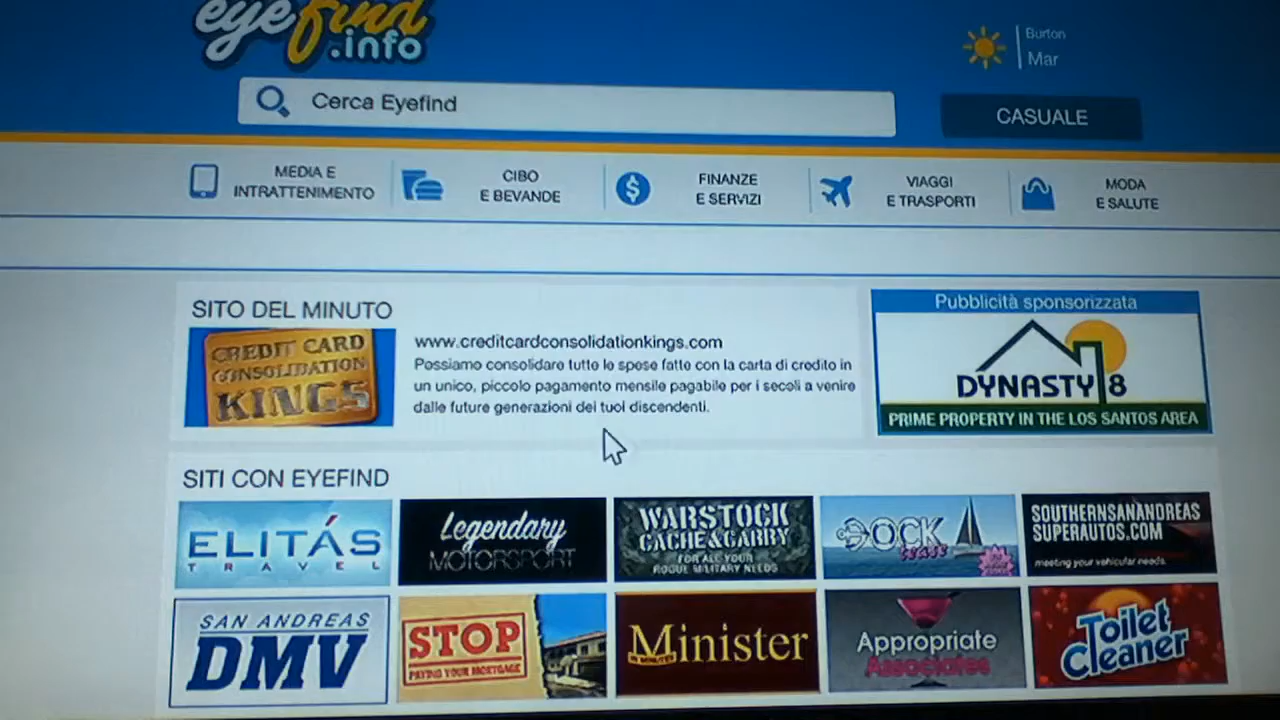 eyefind
.info
Burton
Mar
Cerca Eyefind
CASUALE
MEDIA E
INTRATTENIMENTO
CIBO
E BEVANDE
FINANZE
E SERVIZI
VIAGGI
E TRASPORTI
MODA
E SALUTE
SITO DEL MINUTO
CREDIT CARD
CONSOLIDATION
KINGS
www.creditcardconsolidationkings.com
Possiamo consolidare tutte le spese fatte con la carta di credito in
un unico, piccolo pagamento mensile pagabile per i secoli a venire
dalle future generazioni dei tuoi discendenti.
Pubblicità sponsorizzata
DYNASTY 8
PRIME PROPERTY IN THE LOS SANTOS AREA
SITI CON EYEFIND
ELITÁS
TRAVEL
Legendary
MOTORSPORT
WARSTOCK
CACHE&CARRY
FOR ALL YOUR
ROGUE MILITARY NEEDS
DOCK
TEASE
SOUTHERNSANANDREAS
SUPERAUTOS.COM
meeting your vehicular needs.
SAN ANDREAS
DMV
STOP
PAYING YOUR MORTGAGE
Minister
IN MINUTES
Appropriate
Associates
Toilet
Cleaner